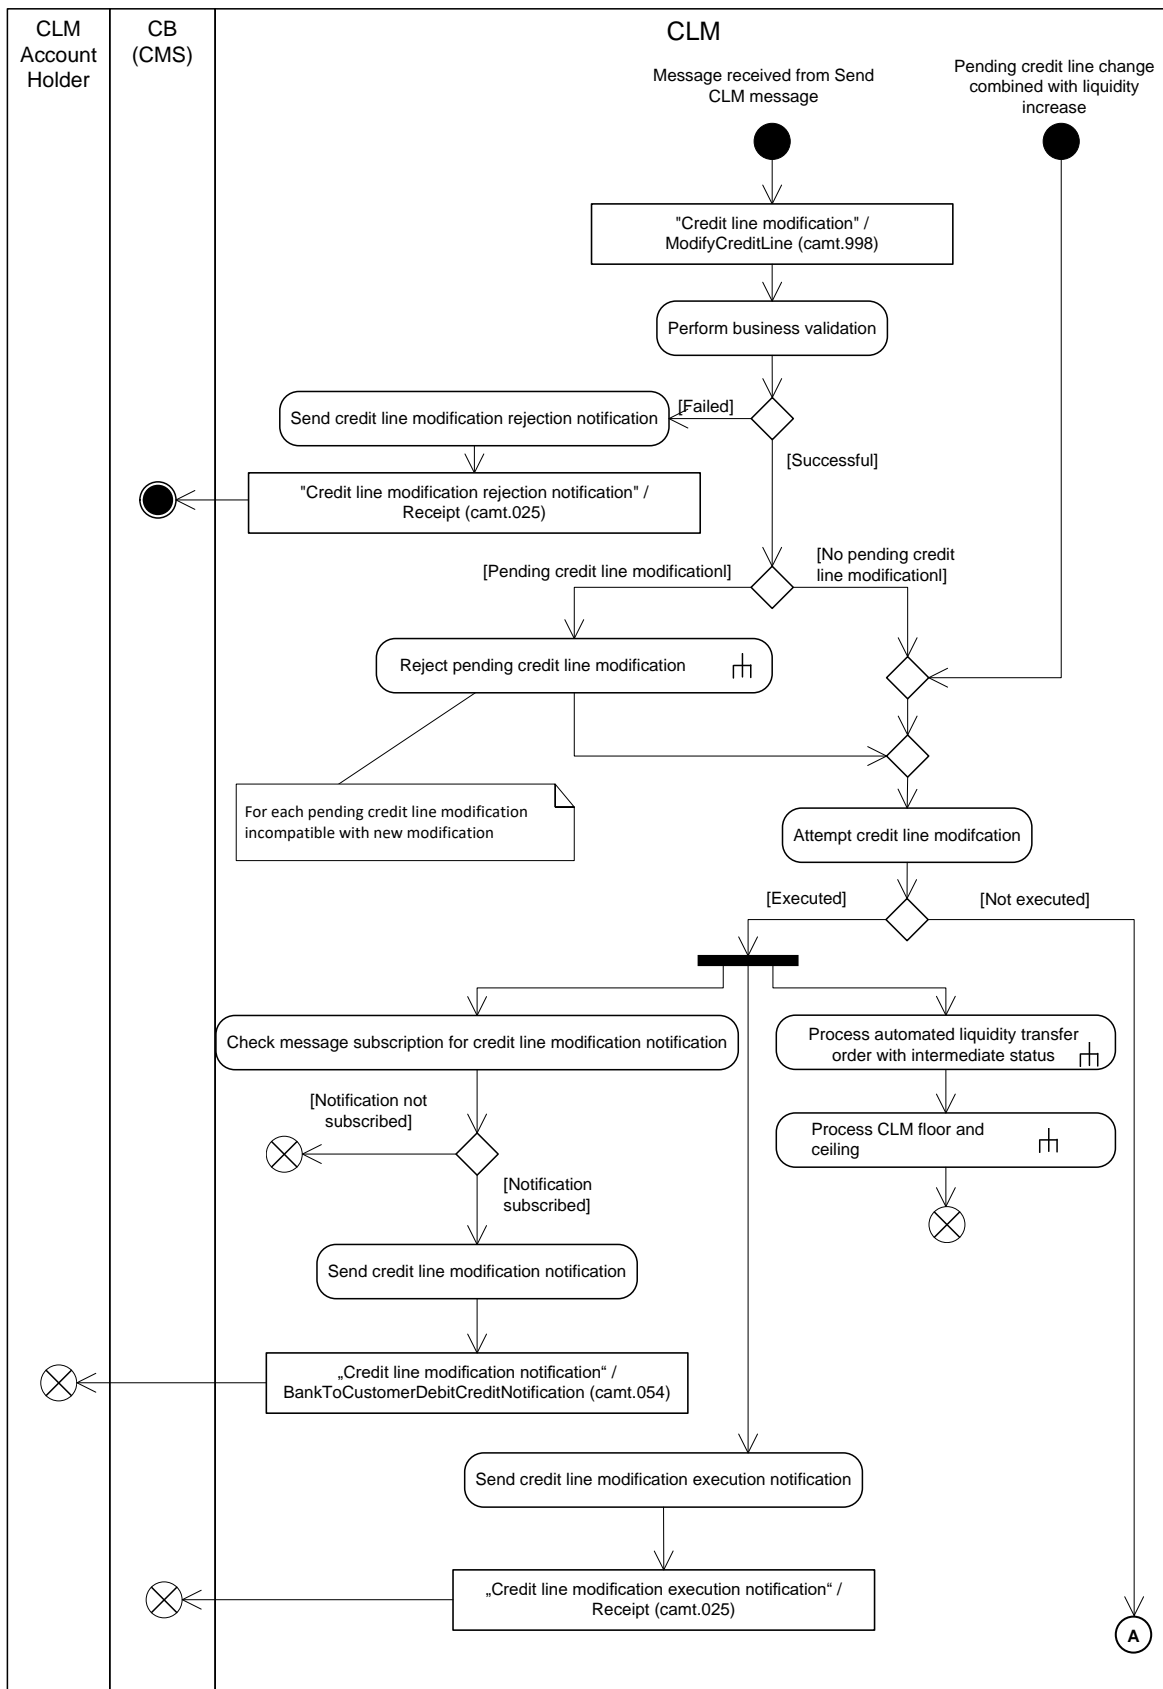 CLM
Account
Holder
CB
(CMS)
CLM
Message received from Send
CLM message
Pending credit line change
combined with liquidity
increase
"Credit line modification" /
ModifyCreditLine (camt.998)
Perform business validation
[Failed]
Send credit line modification rejection notification
[Successful]
"Credit line modification rejection notification" /
Receipt (camt.025)
[Pending credit line modificationl]
[No pending credit
line modificationl]
Reject pending credit line modification
For each pending credit line modification
incompatible with new modification
Attempt credit line modifcation
[Executed]
[Not executed]
Check message subscription for credit line modification notification
Process automated liquidity transfer
order with intermediate status
[Notification not
subscribed]
Process CLM floor and
ceiling
[Notification
subscribed]
Send credit line modification notification
„Credit line modification notification“ /
BankToCustomerDebitCreditNotification (camt.054)
Send credit line modification execution notification
„Credit line modification execution notification“ /
Receipt (camt.025)
A